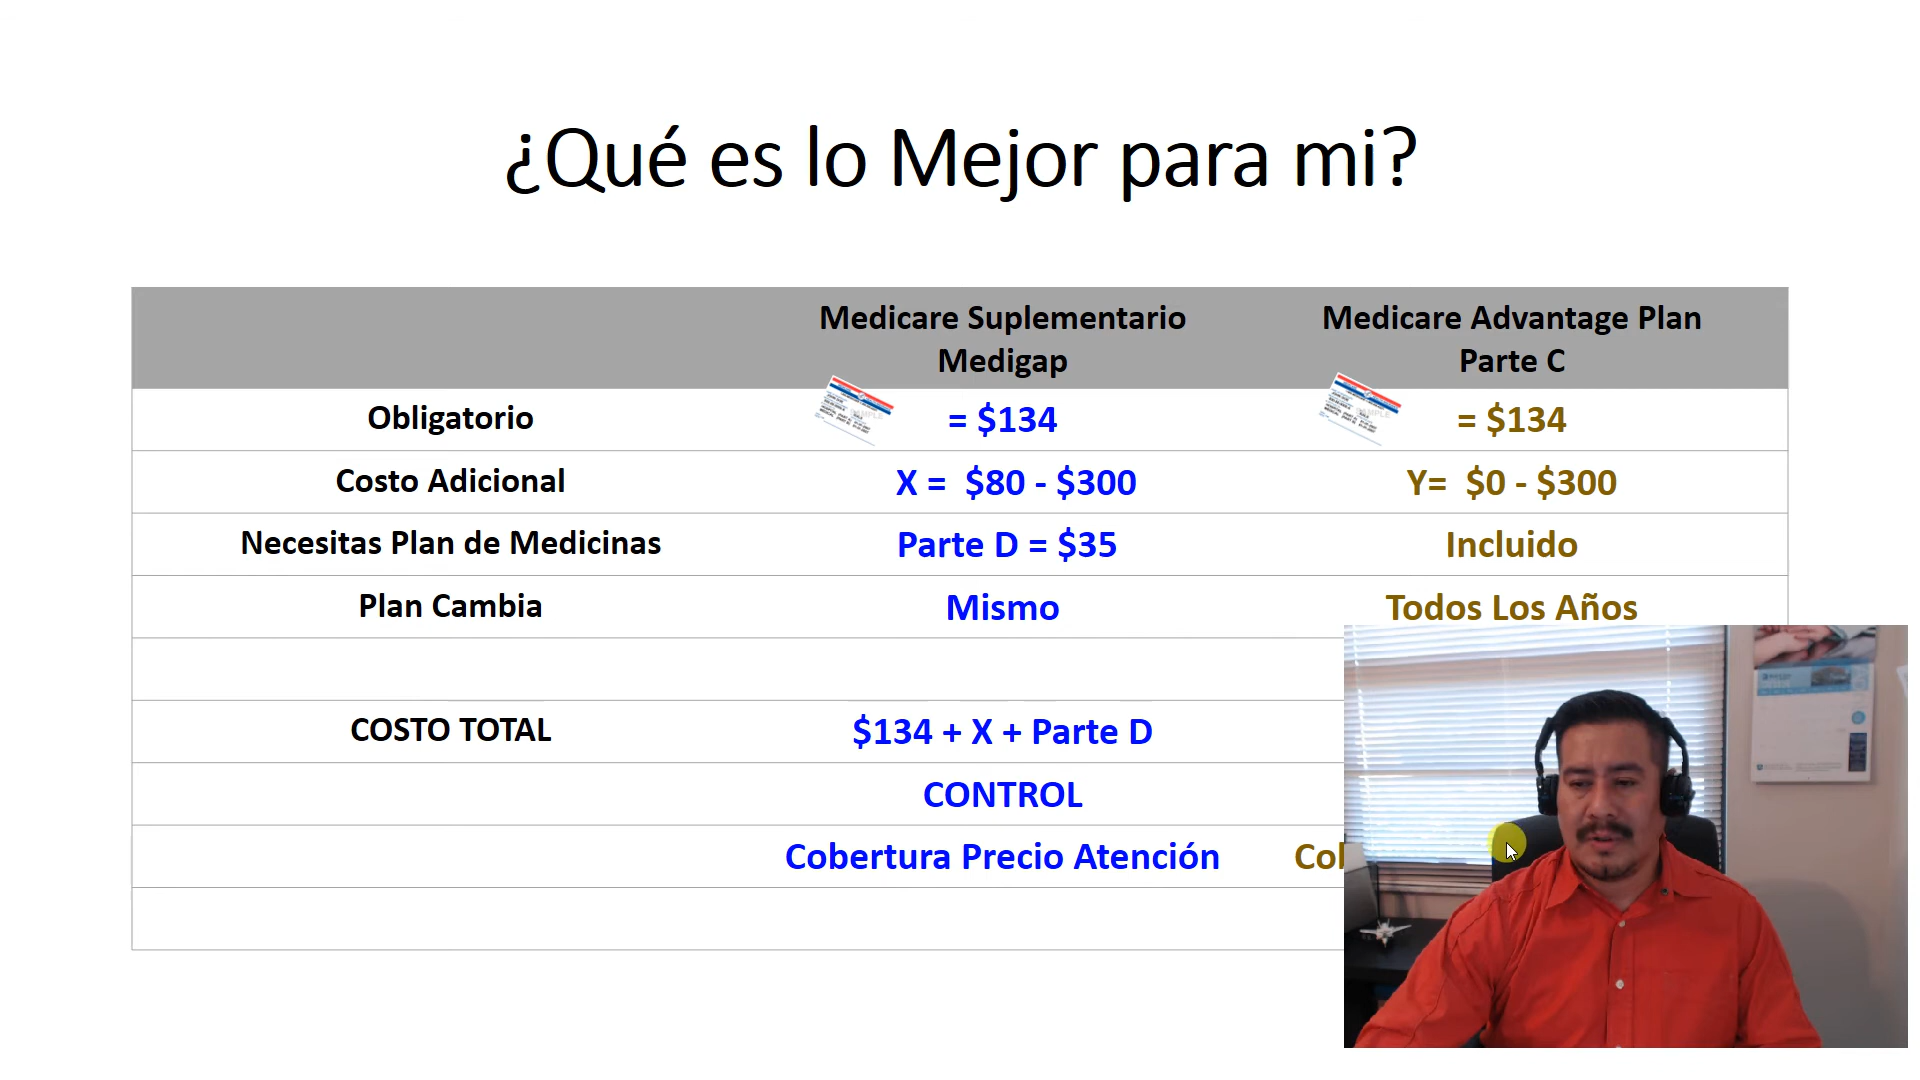 ¿Qué es lo Mejor para mi?
Medicare Suplementario
Medigap
Medicare Advantage Plan
Parte C
Obligatorio
= $134
= $134
Costo Adicional
X = $80 - $300
Y= $0 - $300
Necesitas Plan de Medicinas
Parte D = $35
Incluido
Plan Cambia
Mismo
Todos Los Años
COSTO TOTAL
$134 + X + Parte D
CONTROL
Cobertura Precio Atención